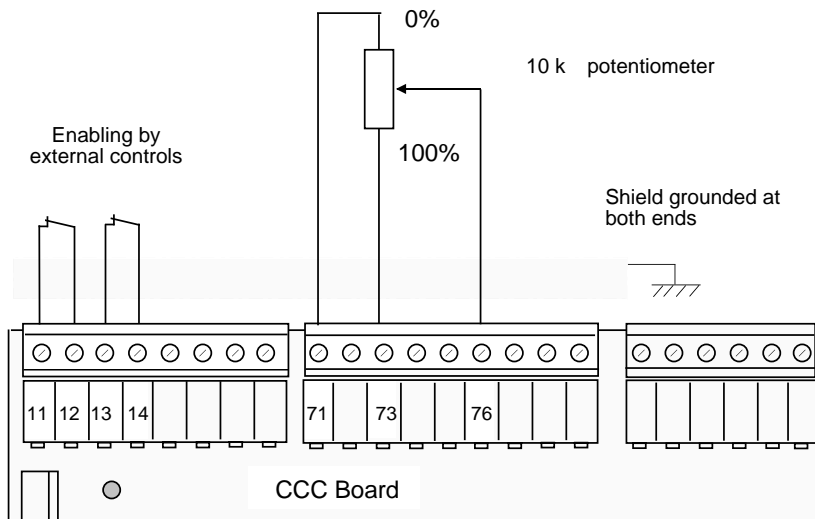 0%
10 k potentiometer
Enabling by
external controls
100%
Shield grounded at
both ends
11 12 13 14 71 73 76
CCC Board